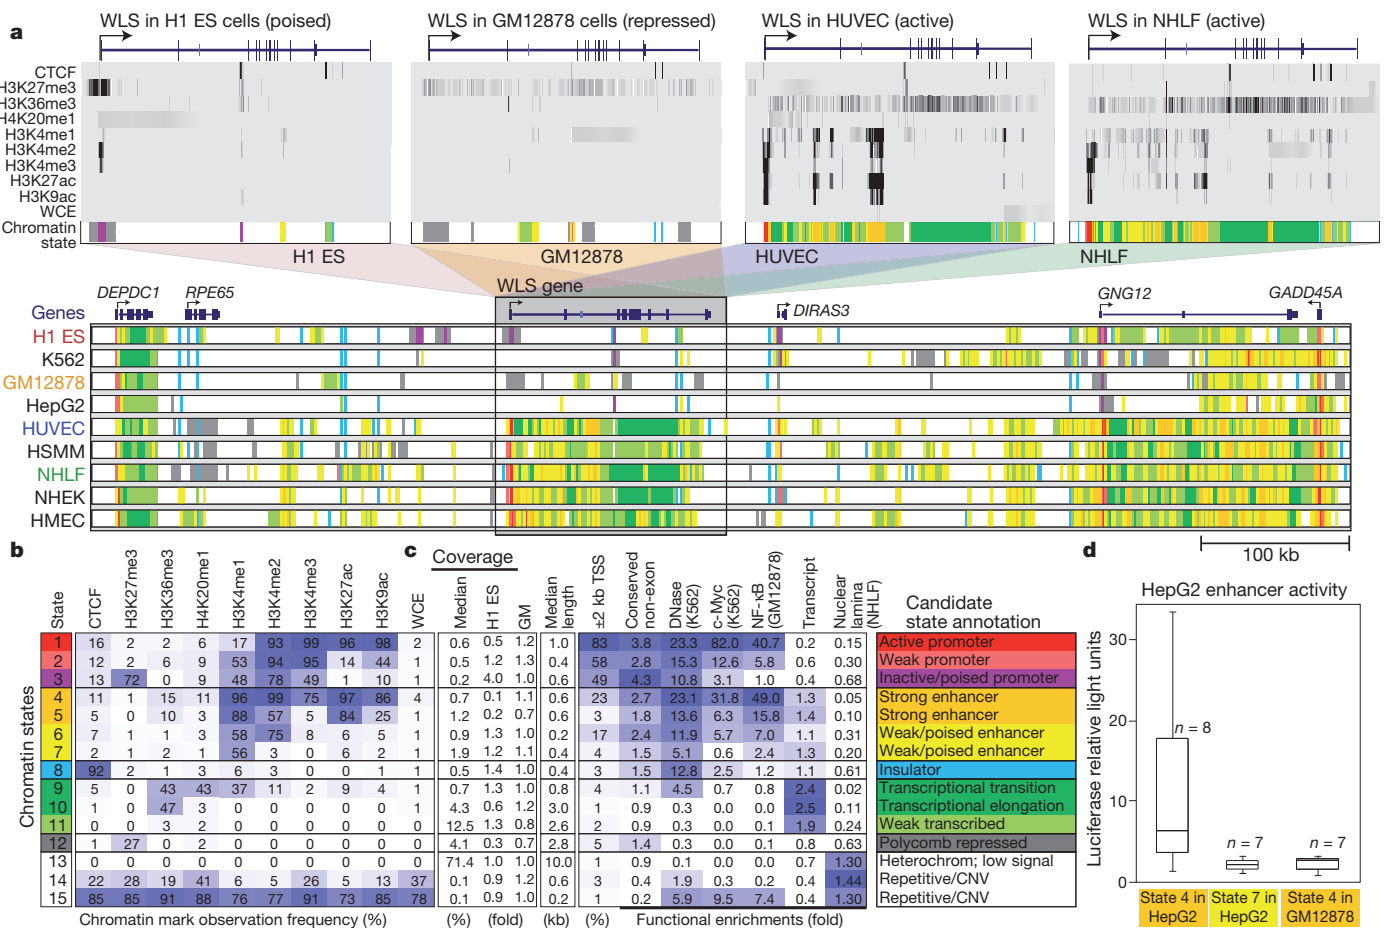 a
WLS in H1 ES cells (poised)
WLS in GM12878 cells (repressed)
WLS in HUVEC (active)
WLS in NHLF (active)
CTCF
H3K27me3
H3K36me3
H4K20me1
H3K4me1
H3K4me2
H3K4me3
H3K27ac
H3K9ac
WCE
Chromatin
state
H1 ES
GM12878
HUVEC
NHLF
WLS gene
DEPDC1
RPE65
DIRAS3
GNG12
GADD45A
Genes
H1 ES
K562
GM12878
HepG2
HUVEC
HSMM
NHLF
NHEK
HMEC
100 kb
b
State CTCF H3K27me3 H3K36me3 H4K20me1 H3K4me1 H3K4me2 H3K4me3 H3K27ac H3K9ac WCE
Chromatin states
1 16 2 2 6 17 93 99 96 98 2
2 12 2 6 9 53 94 95 14 44 1
3 13 72 0 9 48 78 49 1 10 1
4 11 1 15 11 96 99 75 97 86 4
5 5 0 10 3 88 57 5 84 25 1
6 7 1 1 3 58 75 8 6 5 1
7 2 1 2 1 56 3 0 6 2 1
8 92 2 1 3 6 3 0 0 1 1
9 5 0 43 43 37 11 2 9 4 1
10 1 0 47 3 0 0 0 0 0 1
11 0 0 3 2 0 0 0 0 0 0
12 1 27 0 2 0 0 0 0 0 0
13 0 0 0 0 0 0 0 0 0 0
14 22 28 19 41 6 5 26 5 13 37
15 85 85 91 88 76 77 91 73 85 78
Chromatin mark observation frequency (%)
c
Coverage
Median H1 ES GM Median length ±2 kb TSS Conserved non-exon DNase (K562) c-Myc (K562) NF-κB (GM12878) Transcript Nuclear lamina (NHLF)
Candidate
state annotation
0.6 0.5 1.2 1.0 83 3.8 23.3 82.0 40.7 0.2 0.15 Active promoter
0.5 1.2 1.3 0.4 58 2.8 15.3 12.6 5.8 0.6 0.30 Weak promoter
0.2 4.0 1.0 0.6 49 4.3 10.8 3.1 1.0 0.4 0.68 Inactive/poised promoter
0.7 0.1 1.1 0.6 23 2.7 23.1 31.8 49.0 1.3 0.05 Strong enhancer
1.2 0.2 0.7 0.6 3 1.8 13.6 6.3 15.8 1.4 0.10 Strong enhancer
0.9 1.3 1.0 0.2 17 2.4 11.9 5.7 7.0 1.1 0.31 Weak/poised enhancer
1.9 1.2 1.1 0.4 4 1.5 5.1 0.6 2.4 1.3 0.20 Weak/poised enhancer
0.5 1.4 1.0 0.4 3 1.5 12.8 2.5 1.2 1.1 0.61 Insulator
0.7 1.3 1.0 0.8 4 1.1 4.5 0.7 0.8 2.4 0.02 Transcriptional transition
4.3 0.6 1.2 3.0 1 0.9 0.3 0.0 0.0 2.5 0.11 Transcriptional elongation
12.5 1.3 0.8 2.6 2 0.9 0.3 0.0 0.1 1.9 0.24 Weak transcribed
4.1 0.3 0.7 2.8 5 1.4 0.3 0.0 0.1 0.8 0.63 Polycomb repressed
71.4 1.0 1.0 10.0 1 0.9 0.1 0.0 0.0 0.7 1.30 Heterochrom; low signal
0.1 0.9 1.2 0.6 3 0.4 1.9 0.3 0.2 0.4 1.44 Repetitive/CNV
0.1 0.9 1.0 0.2 1 0.2 5.9 9.5 7.4 0.4 1.30 Repetitive/CNV
(%) (fold) (kb) (%) Functional enrichments (fold)
d
HepG2 enhancer activity
Luciferase relative light units
30
20
10
0
n = 8
n = 7
n = 7
State 4 in
HepG2
State 7 in
HepG2
State 4 in
GM12878